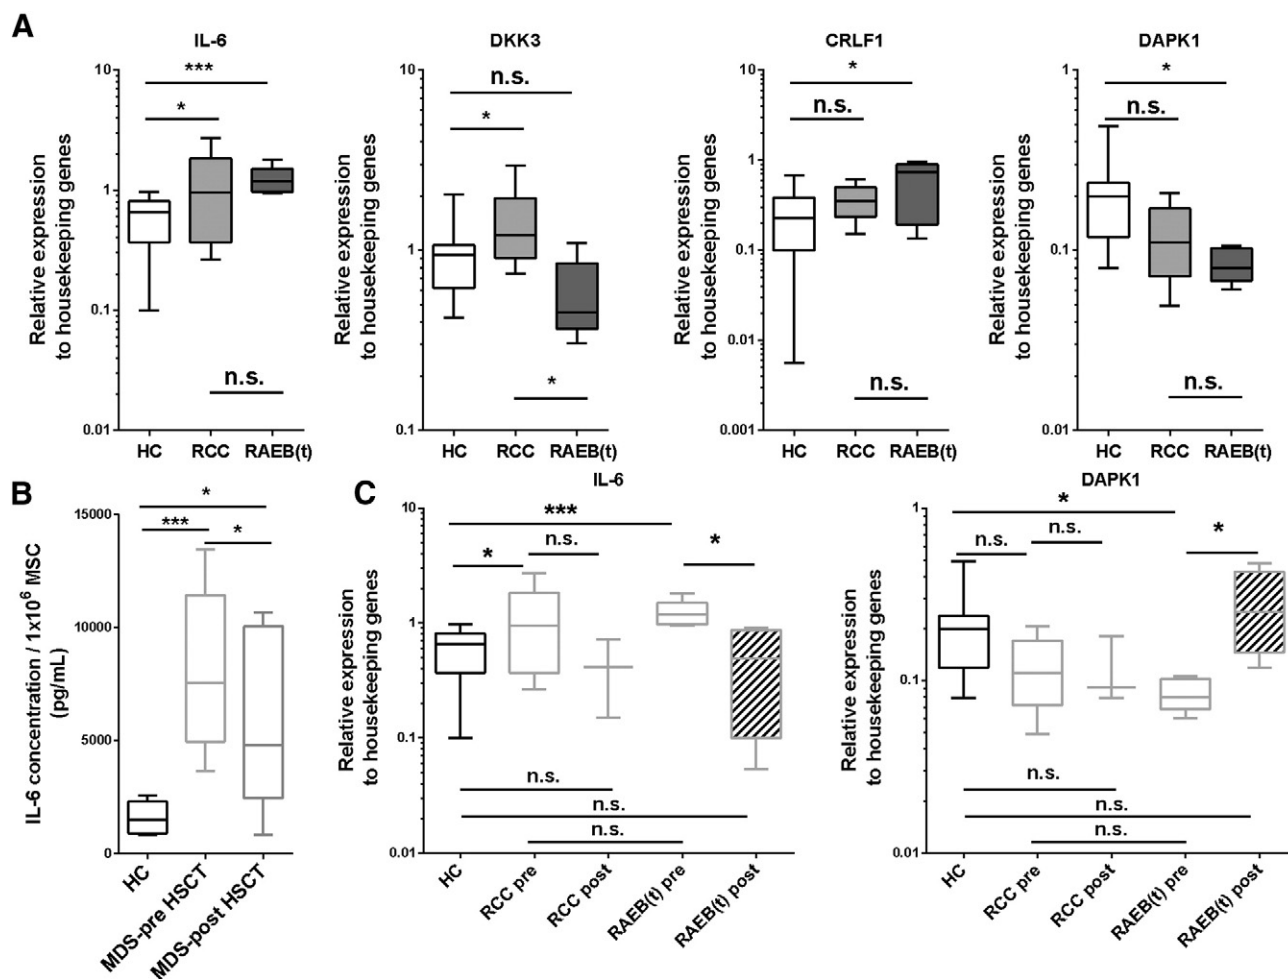 A
IL-6
DKK3
CRLF1
DAPK1
Relative expression
to housekeeping genes
10
1
0.1
0.01
***
*
n.s.
HC
RCC
RAEB(t)
Relative expression
to housekeeping genes
10
1
0.1
n.s.
*
*
HC
RCC
RAEB(t)
Relative expression
to housekeeping genes
10
1
0.1
0.01
0.001
*
n.s.
n.s.
HC
RCC
RAEB(t)
Relative expression
to housekeeping genes
1
0.1
0.01
*
n.s.
n.s.
HC
RCC
RAEB(t)
B
IL-6 concentration / 1x10⁶ MSC
(pg/mL)
15000
10000
5000
0
*
***
*
HC
MDS-pre HSCT
MDS-post HSCT
C
IL-6
Relative expression
to housekeeping genes
10
1
0.1
0.01
***
*
n.s.
*
n.s.
n.s.
n.s.
HC
RCC pre
RCC post
RAEB(t) pre
RAEB(t) post
DAPK1
Relative expression
to housekeeping genes
1
0.1
0.01
*
n.s.
n.s.
*
n.s.
n.s.
n.s.
HC
RCC pre
RCC post
RAEB(t) pre
RAEB(t) post